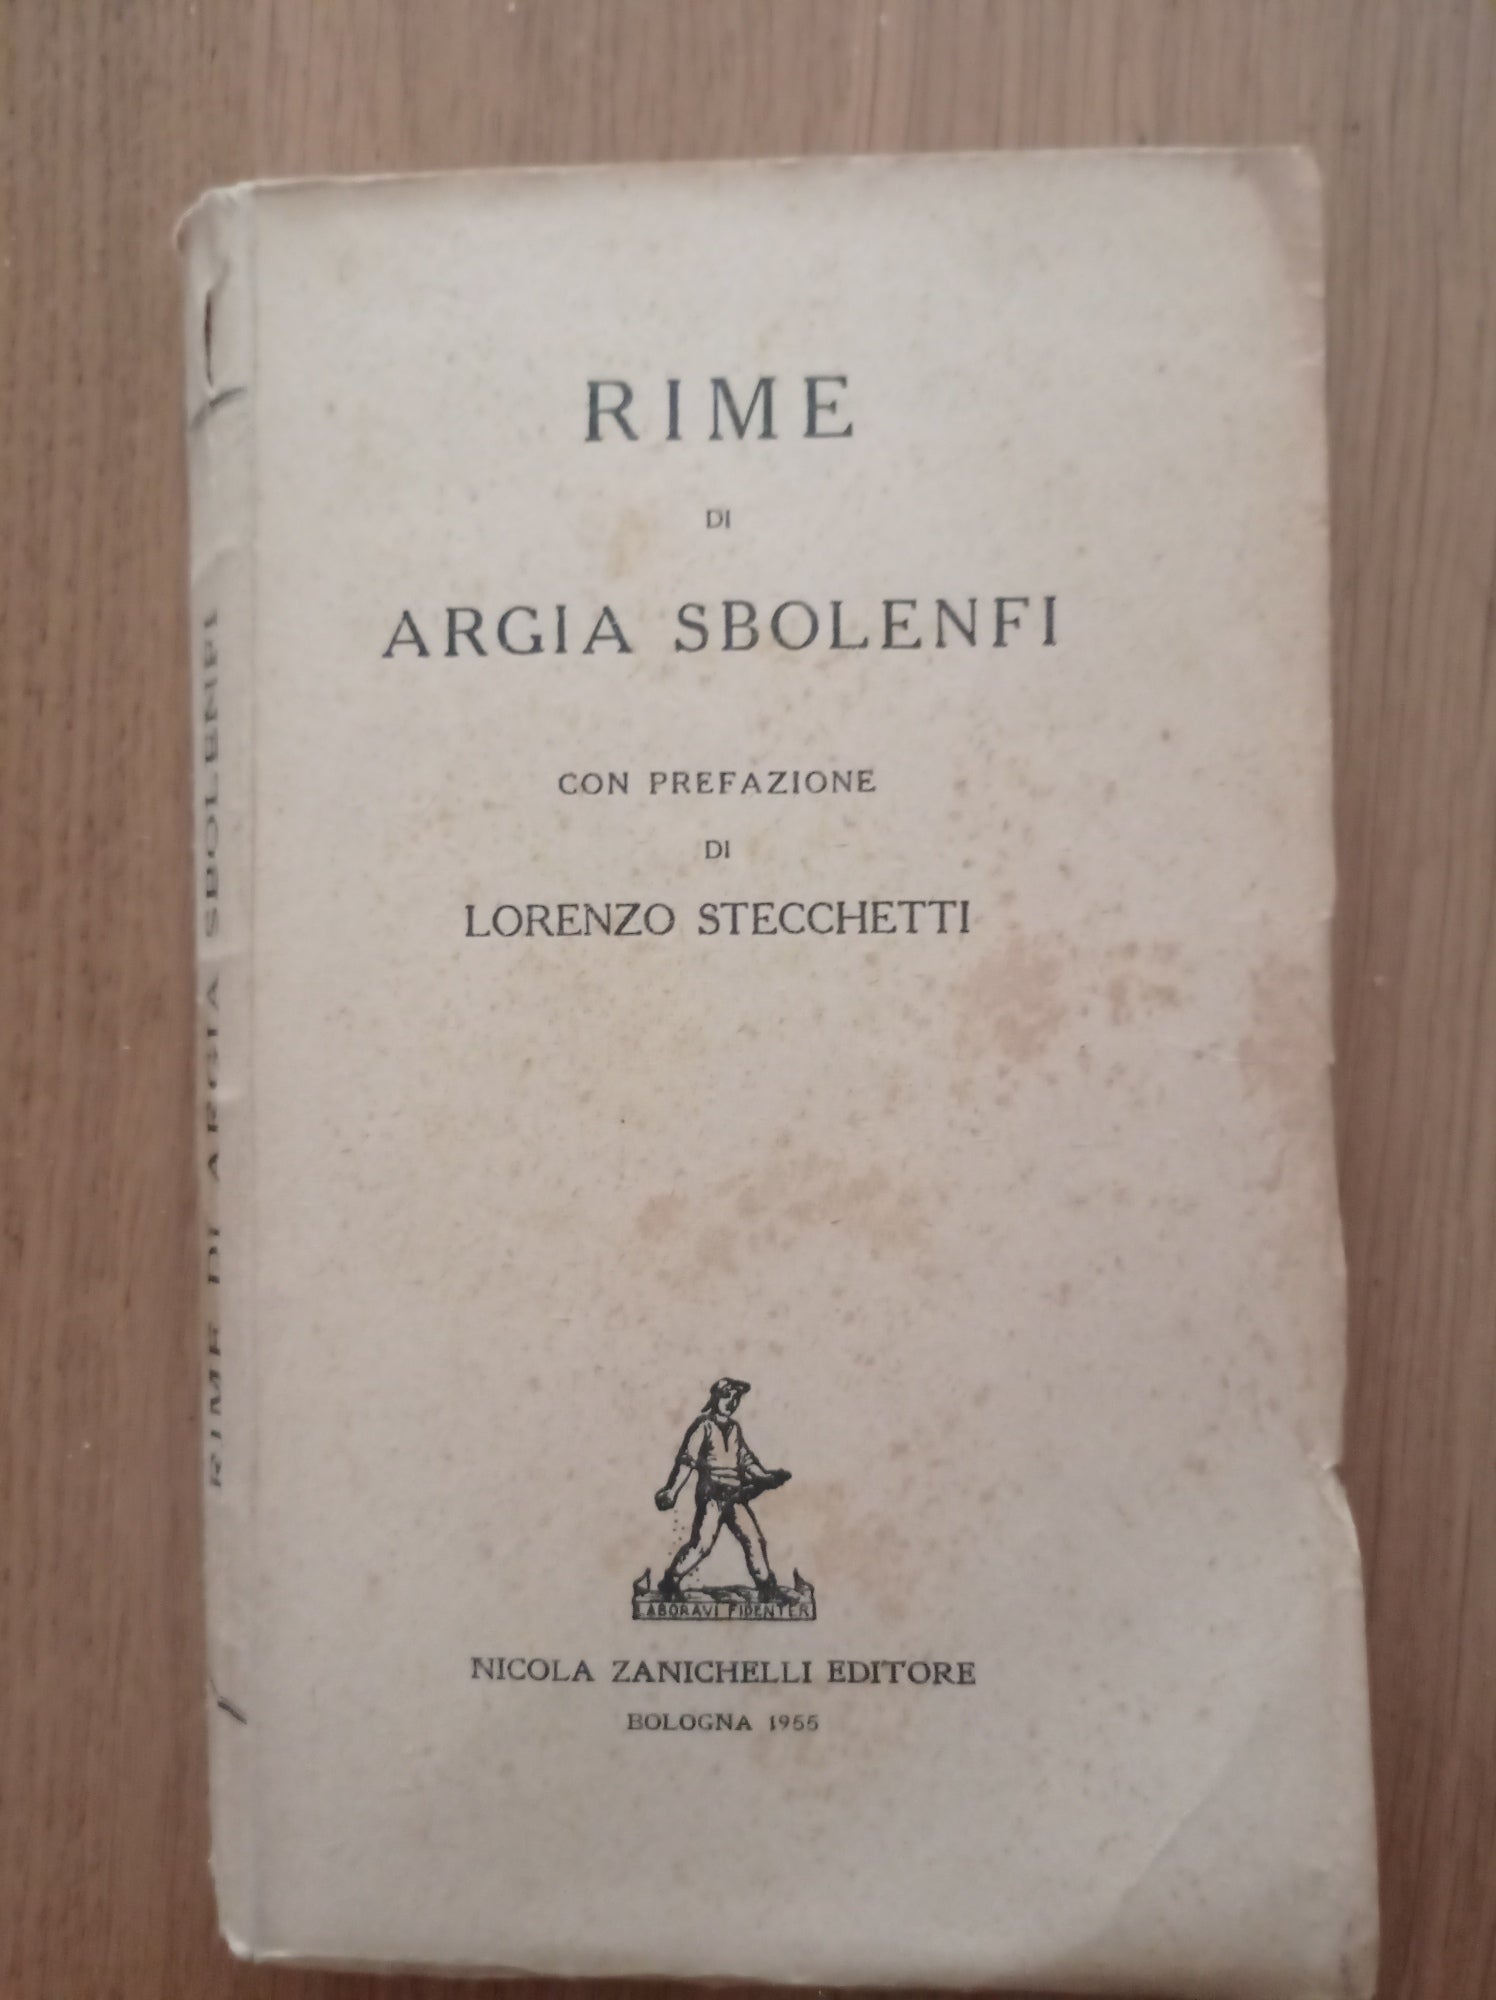 RIME
DI
ARGIA SBOLENFI
CON PREFAZIONE
DI
LORENZO STECCHETTI
LABORAVI FIDENTER
NICOLA ZANICHELLI EDITORE
BOLOGNA 1955
RIME DI ARGIA SBOLENFI